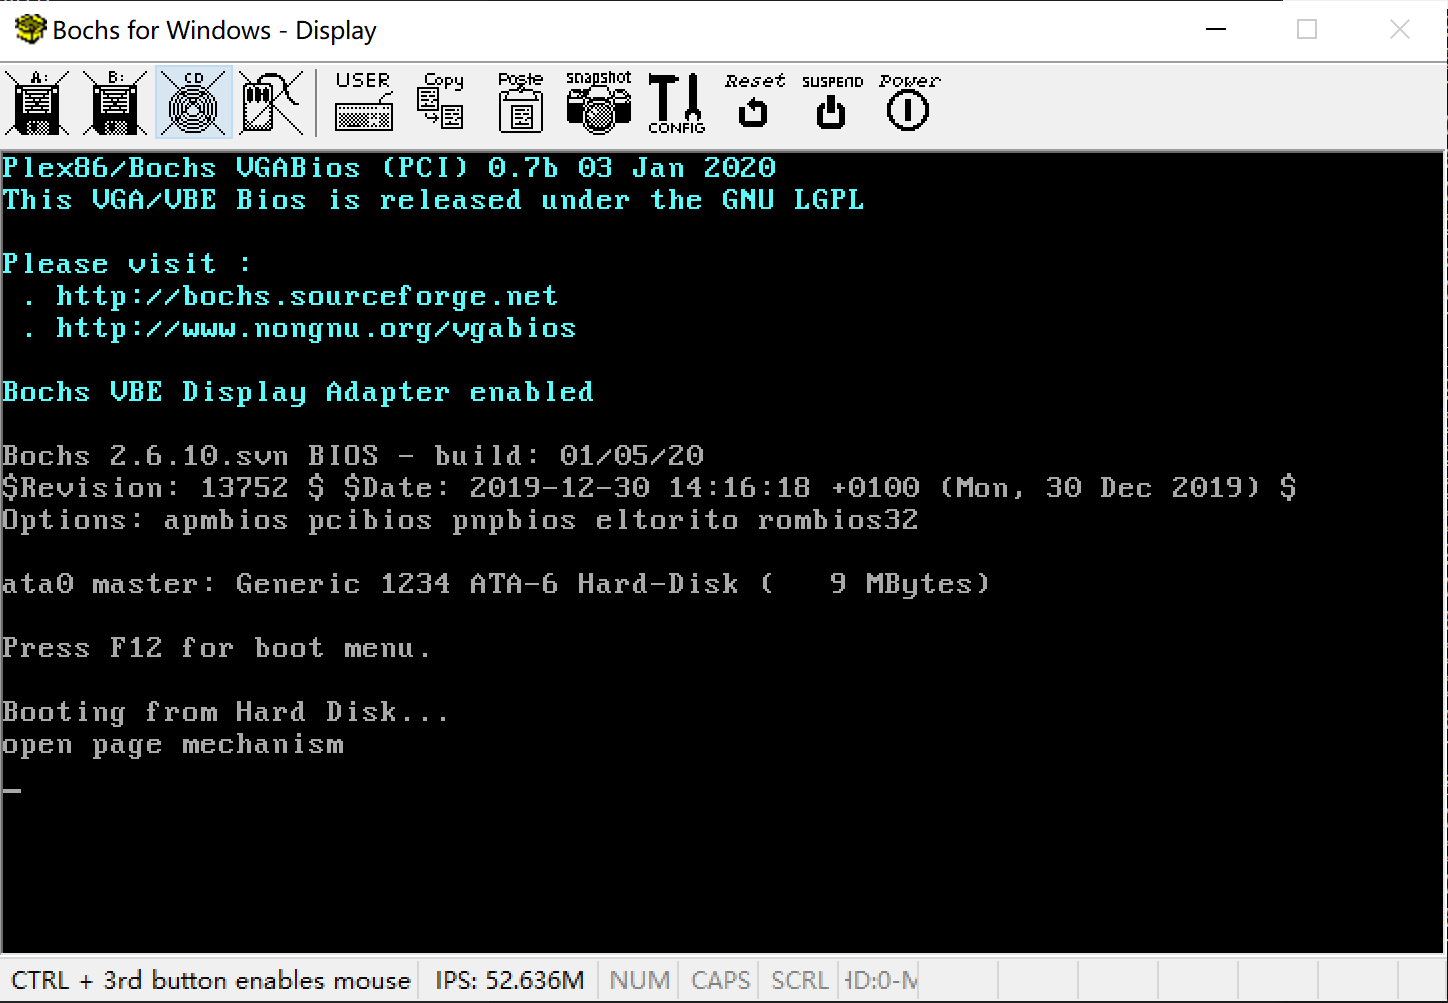 Bochs for Windows - Display
A: B: CD USER Copy Paste snapshot CONFIG Reset SUSPEND Power
Plex86/Bochs VGABios (PCI) 0.7b 03 Jan 2020
This VGA/VBE Bios is released under the GNU LGPL
Please visit :
. http://bochs.sourceforge.net
. http://www.nongnu.org/vgabios
Bochs VBE Display Adapter enabled
Bochs 2.6.10.svn BIOS - build: 01/05/20
$Revision: 13752 $ $Date: 2019-12-30 14:16:18 +0100 (Mon, 30 Dec 2019) $
Options: apmbios pcibios pnpbios eltorito rombios32
ata0 master: Generic 1234 ATA-6 Hard-Disk (   9 MBytes)
Press F12 for boot menu.
Booting from Hard Disk...
open page mechanism
_
CTRL + 3rd button enables mouse IPS: 52.636M NUM CAPS SCRL